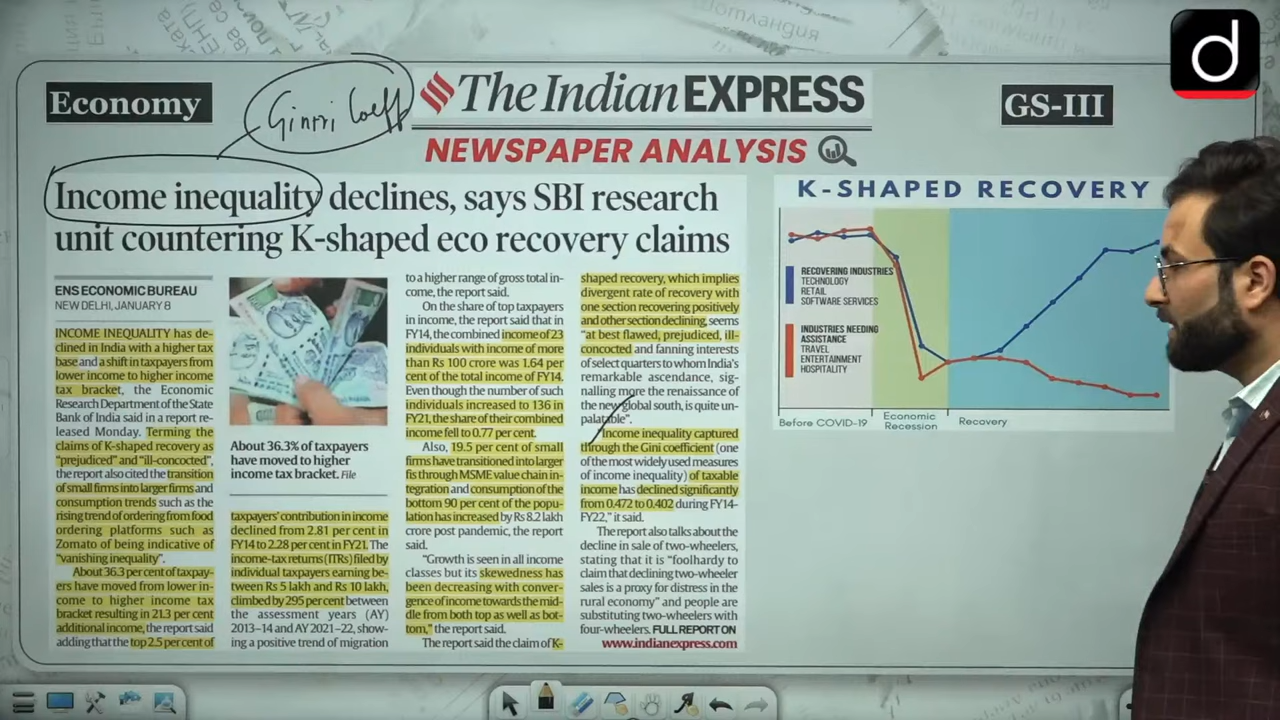 Economy
Ginni Coeff
The Indian EXPRESS
GS-III
d
NEWSPAPER ANALYSIS
Income inequality declines, says SBI research
unit countering K-shaped eco recovery claims
ENS ECONOMIC BUREAU
NEW DELHI, JANUARY 8
INCOME INEQUALITY has de-
clined in India with a higher tax
base and a shift in taxpayers from
lower income to higher income
tax bracket, the Economic
Research Department of the State
Bank of India said in a report re-
leased Monday. Terming the
claims of K-shaped recovery as
"prejudiced" and "ill-concocted",
the report also cited the transition
of small firms into larger firms and
consumption trends such as the
rising trend of ordering from food
ordering platforms such as
Zomato of being indicative of
"vanishing inequality".
About 36.3 per cent of taxpay-
ers have moved from lower in-
come to higher income tax
bracket resulting in 21.3 per cent
additional income, the report said
adding that the top 2.5 per cent of
About 36.3% of taxpayers
have moved to higher
income tax bracket. File
taxpayers' contribution in income
declined from 2.81 per cent in
FY14 to 2.28 per cent in FY21. The
income-tax returns (ITRs) filed by
individual taxpayers earning be-
tween Rs 5 lakh and Rs 10 lakh,
climbed by 295 per cent between
the assessment years (AY)
2013-14 and AY 2021-22, show-
ing a positive trend of migration
to a higher range of gross total in-
come, the report said.
On the share of top taxpayers
in income, the report said that in
FY14, the combined income of 23
individuals with income of more
than Rs 100 crore was 1.64 per
cent of the total income of FY14.
Even though the number of such
individuals increased to 136 in
FY21, the share of their combined
income fell to 0.77 per cent.
Also, 19.5 per cent of small
firms have transitioned into larger
fis through MSME value chain in-
tegration and consumption of the
bottom 90 per cent of the popu-
lation has increased by Rs 8.2 lakh
crore post pandemic, the report
said.
"Growth is seen in all income
classes but its skewedness has
been decreasing with conver-
gence of income towards the mid-
dle from both top as well as bot-
tom," the report said.
The report said the claim of K-
shaped recovery, which implies
divergent rate of recovery with
one section recovering positively
and other section declining, seems
"at best flawed, prejudiced, ill-
concocted and fanning interests
of select quarters to whom India's
remarkable ascendance, sig-
nalling more the renaissance of
the new global south, is quite un-
palatable".
"Income inequality captured
through the Gini coefficient (one
of the most widely used measures
of income inequality) of taxable
income has declined significantly
from 0.472 to 0.402 during FY14-
FY22," it said.
The report also talks about the
decline in sale of two-wheelers,
stating that it is "foolhardy to
claim that declining two-wheeler
sales is a proxy for distress in the
rural economy" and people are
substituting two-wheelers with
four-wheelers. FULL REPORT ON
www.indianexpress.com
K-SHAPED RECOVERY
RECOVERING INDUSTRIES
TECHNOLOGY
RETAIL
SOFTWARE SERVICES
INDUSTRIES NEEDING
ASSISTANCE
TRAVEL
ENTERTAINMENT
HOSPITALITY
Before COVID-19
Economic
Recession
Recovery